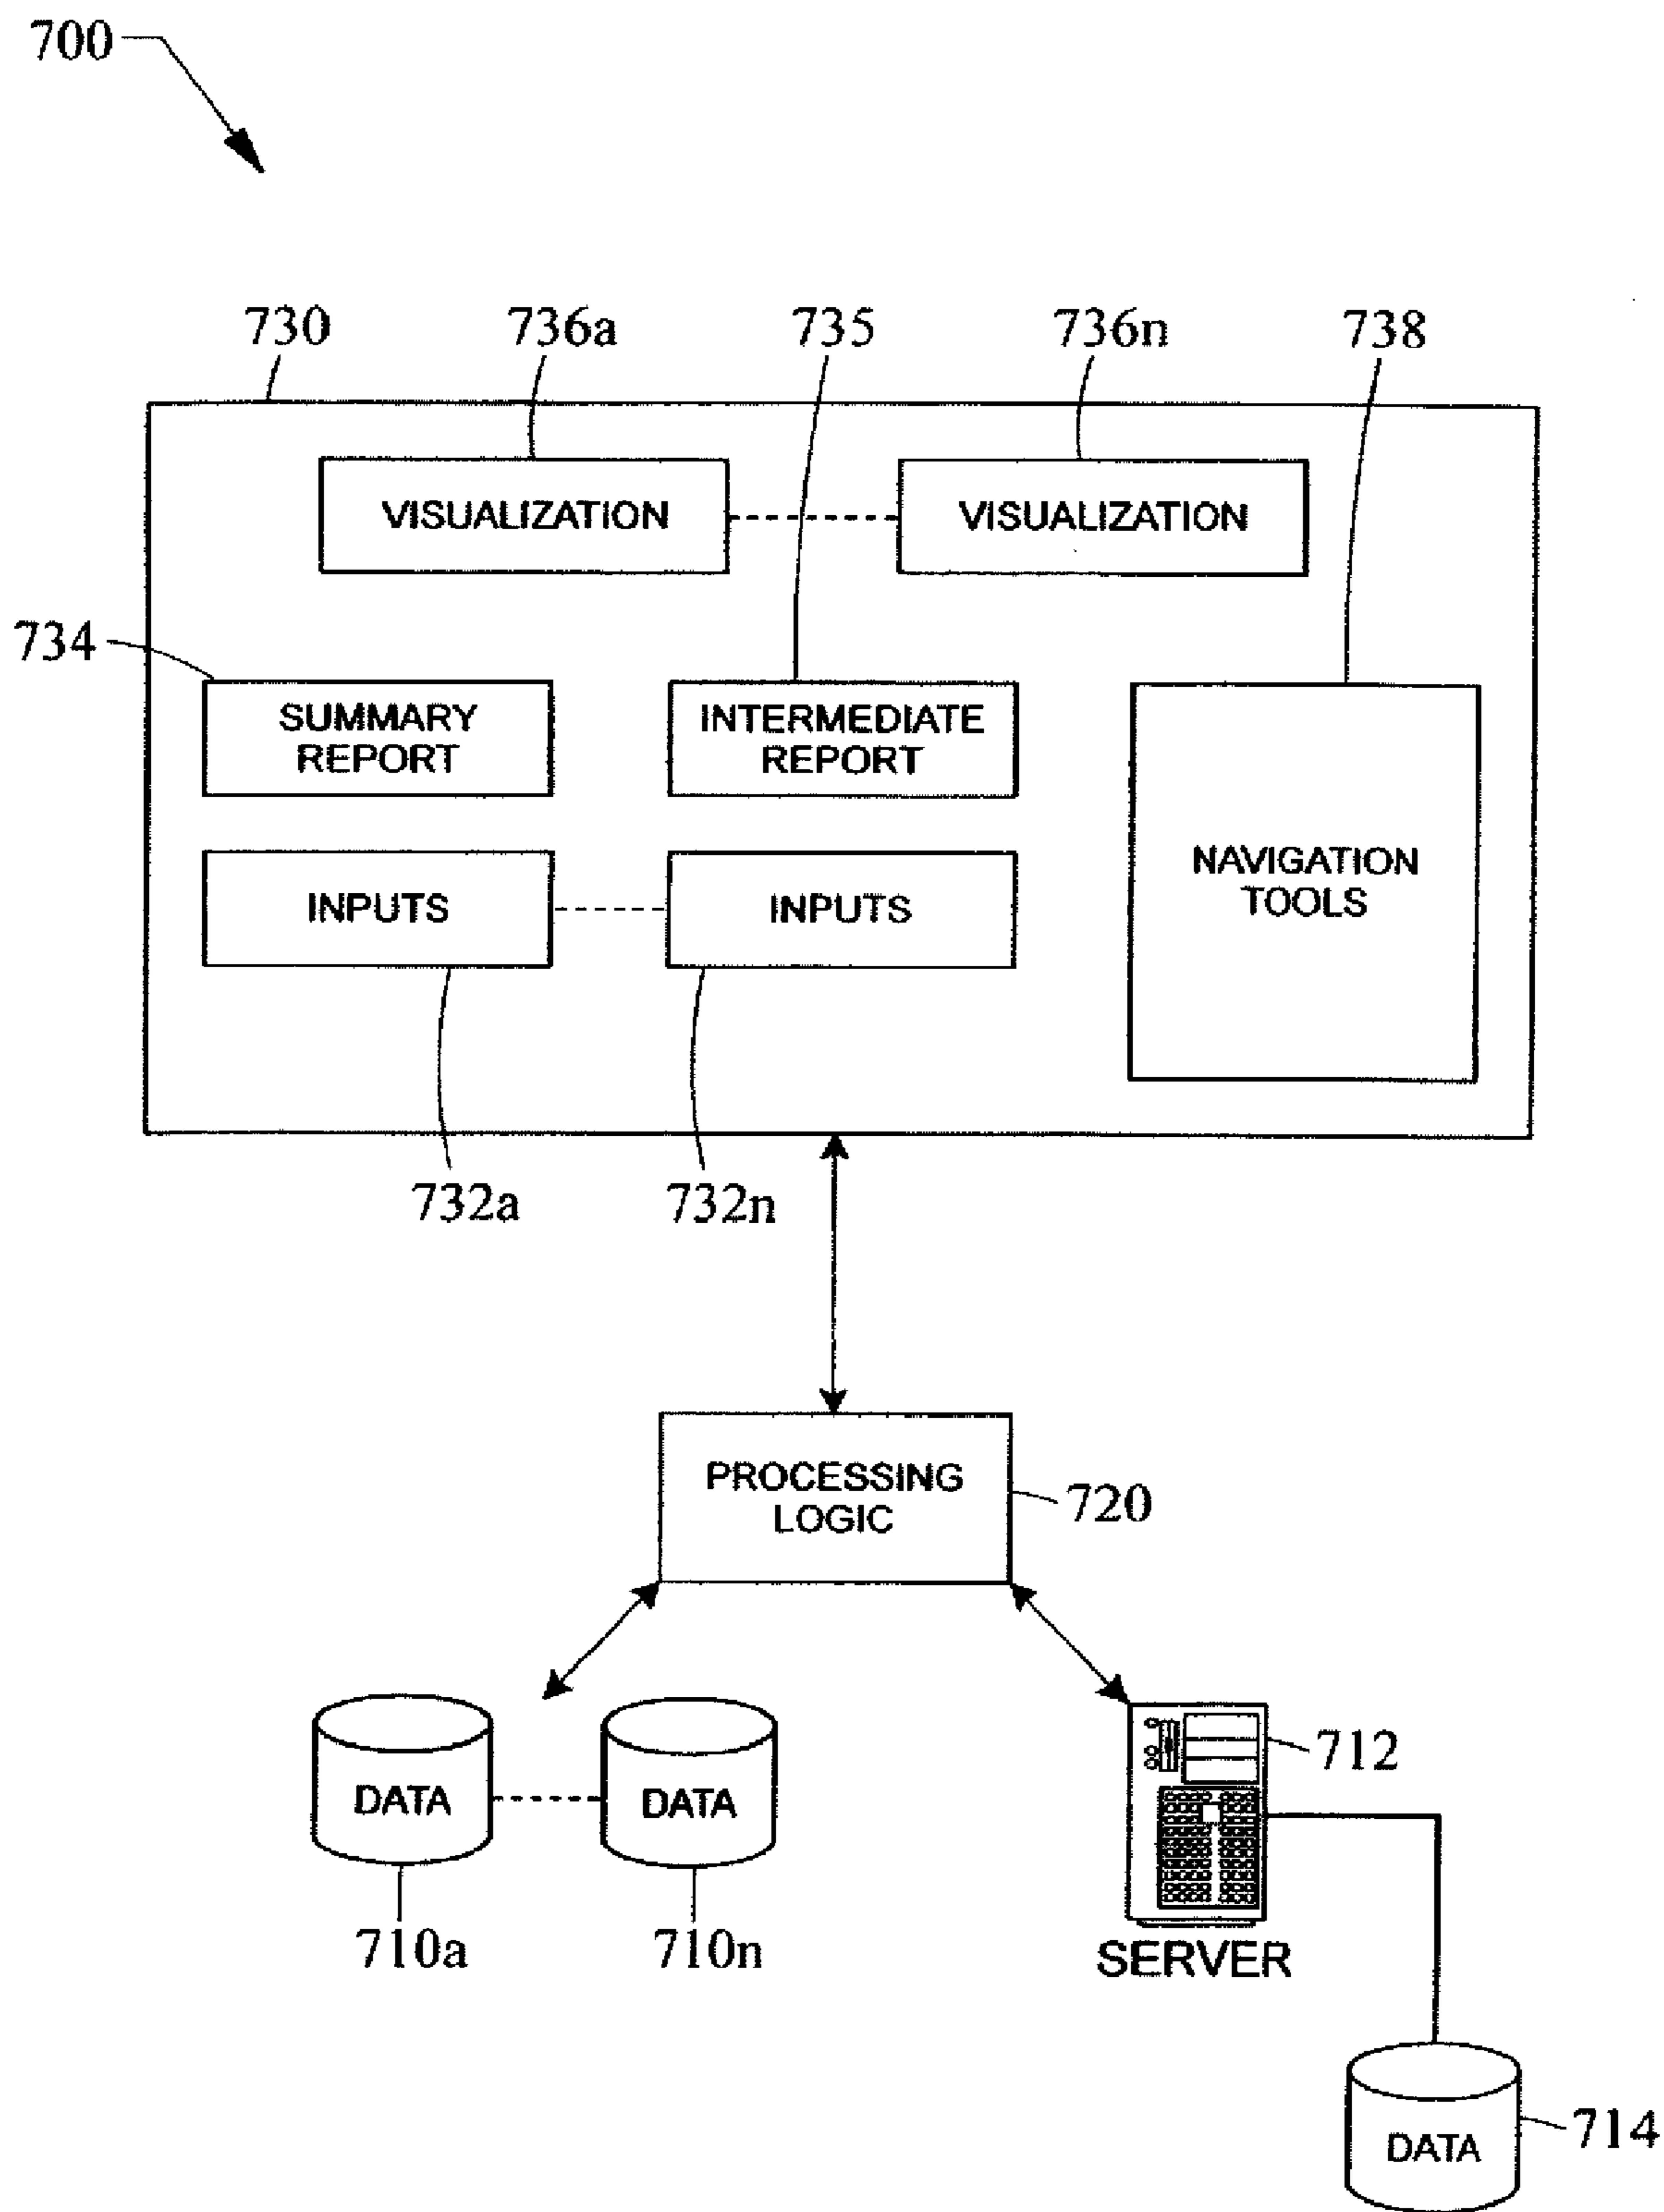 700
730
736a
735
736n
738
VISUALIZATION
VISUALIZATION
734
SUMMARY
REPORT
INTERMEDIATE
REPORT
NAVIGATION
TOOLS
INPUTS
INPUTS
732a
732n
PROCESSING
LOGIC
720
712
DATA
DATA
710a
710n
SERVER
DATA
714